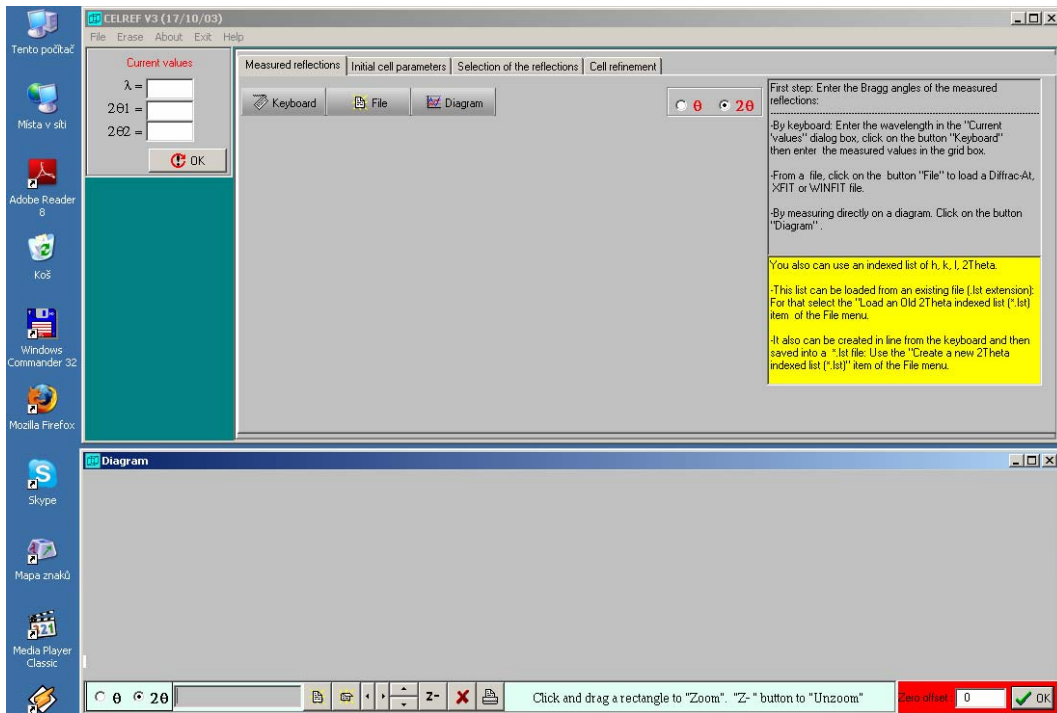 Tento počítač
Místa v síti
Adobe Reader
8
Koš
Windows
Commander 32
Mozilla Firefox
Skype
Mapa znaků
321
Media Player
Classic
CELREF V3 (17/10/03)
File Erase About Exit Help
Current values
λ =
2θ1 =
2θ2 =
OK
Measured reflections Initial cell parameters Selection of the reflections Cell refinement
Keyboard File Diagram
θ 2θ
First step: Enter the Bragg angles of the measured
reflections:
-By keyboard: Enter the wavelength in the "Current
'values" dialog box, click on the button "Keyboard"
then enter the measured values in the grid box.
-From a file, click on the button "File" to load a Diffrac-At,
XFIT or WINFIT file.
-By measuring directly on a diagram. Click on the button
"Diagram" .
You also can use an indexed list of h, k, l, 2Theta.
-This list can be loaded from an existing file (.lst extension):
For that select the "Load an Old 2Theta indexed list (*.lst)
item of the File menu.
-It also can be created in line from the keyboard and then
saved into a *.lst file: Use the "Create a new 2Theta
indexed list (*.lst)" item of the File menu.
Diagram
θ 2θ
Z-
Click and drag a rectangle to "Zoom". "Z-" button to "Unzoom"
Zero offset: 0 OK